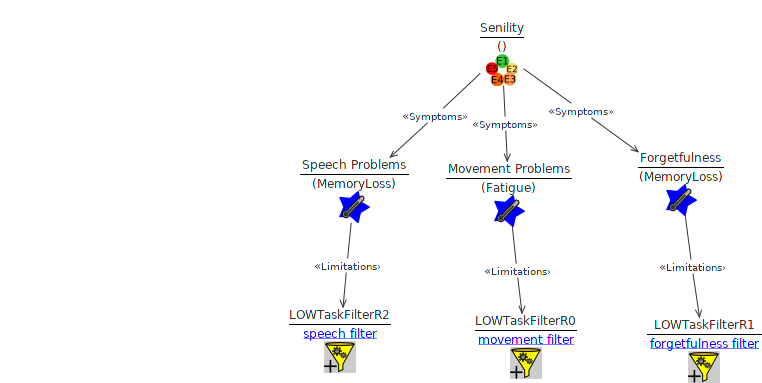 Senility
()
E1
E5 E2
E4 E3
«Symptoms»
«Symptoms»
«Symptoms»
Speech Problems
(MemoryLoss)
Movement Problems
(Fatigue)
Forgetfulness
(MemoryLoss)
«Limitations»
«Limitations»
«Limitations»
LOWTaskFilterR2
speech filter
LOWTaskFilterR0
movement filter
LOWTaskFilterR1
forgetfulness filter